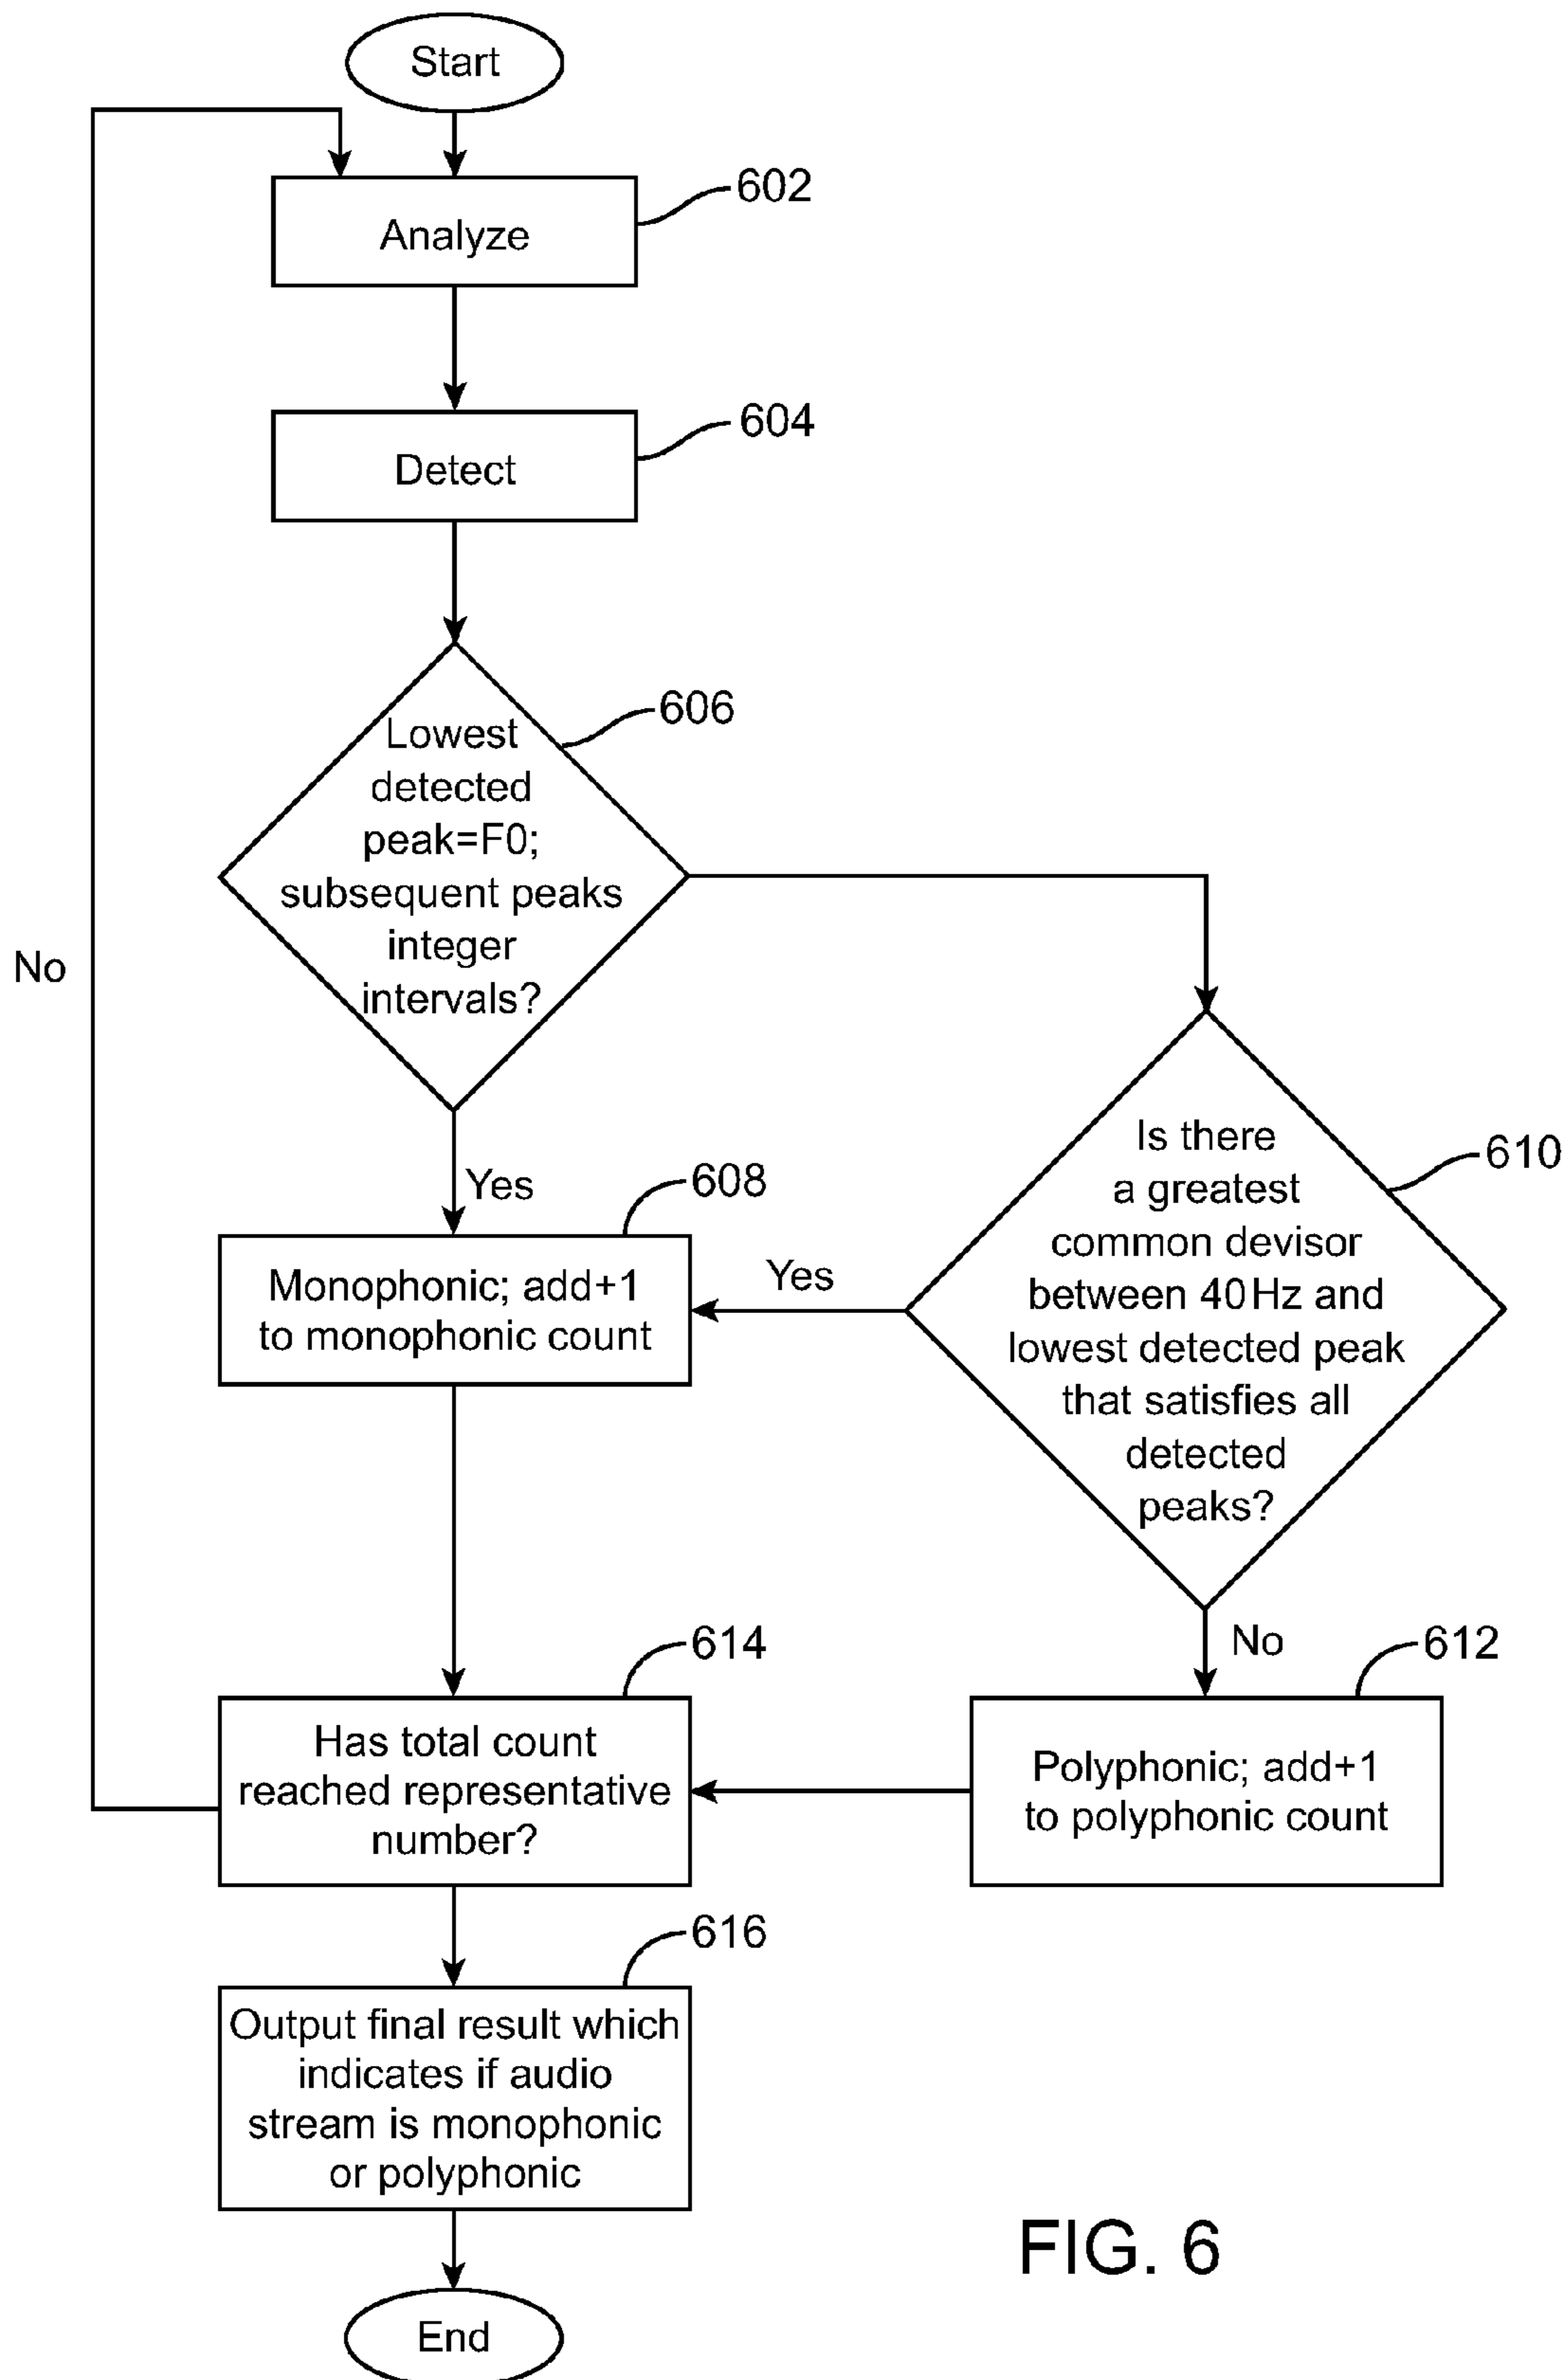 Start
602
Analyze
604
Detect
606
Lowest
detected
peak=F0;
subsequent peaks
integer
intervals?
No
Yes
608
Monophonic; add+1
to monophonic count
Yes
610
Is there
a greatest
common devisor
between 40Hz and
lowest detected peak
that satisfies all
detected
peaks?
No
612
Polyphonic; add+1
to polyphonic count
614
Has total count
reached representative
number?
616
Output final result which
indicates if audio
stream is monophonic
or polyphonic
End
FIG. 6